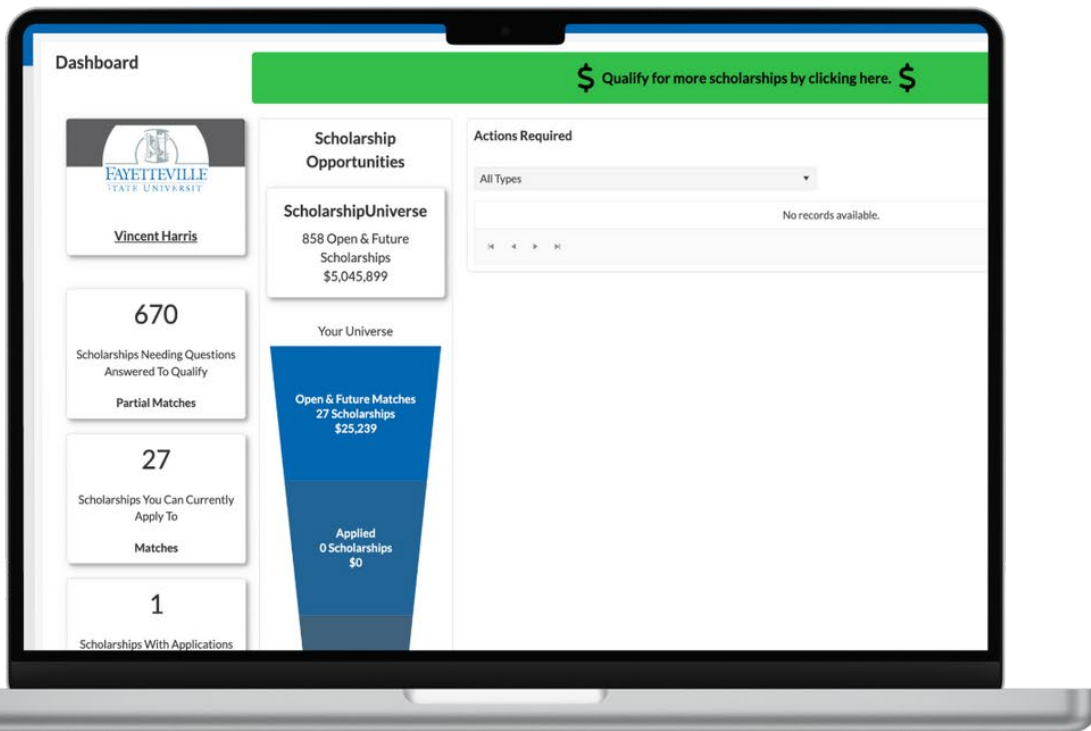 Dashboard
$ Qualify for more scholarships by clicking here. $
FAYETTEVILLE
STATE UNIVERSIT
Vincent Harris
670
Scholarships Needing Questions
Answered To Qualify
Partial Matches
27
Scholarships You Can Currently
Apply To
Matches
1
Scholarships With Applications
Scholarship
Opportunities
ScholarshipUniverse
858 Open & Future
Scholarships
$5,045,899
Your Universe
Open & Future Matches
27 Scholarships
$25,239
Applied
0 Scholarships
$0
Actions Required
All Types
No records available.